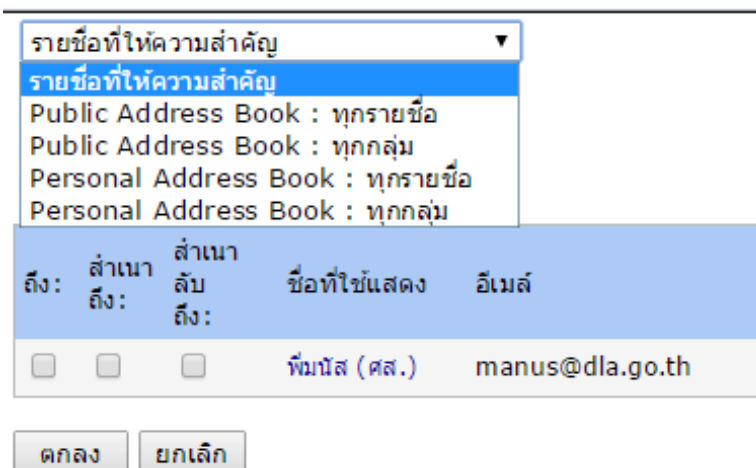 รายชื่อที่ให้ความสำคัญ ▼
รายชื่อที่ให้ความสำคัญ
Public Address Book : ทุกรายชื่อ
Public Address Book : ทุกกลุ่ม
Personal Address Book : ทุกรายชื่อ
Personal Address Book : ทุกกลุ่ม
ถึง: สำเนาถึง: สำเนาลับถึง: ชื่อที่ใช้แสดง อีเมล์
พี่มนัส (ศส.) manus@dla.go.th
ตกลง ยกเลิก